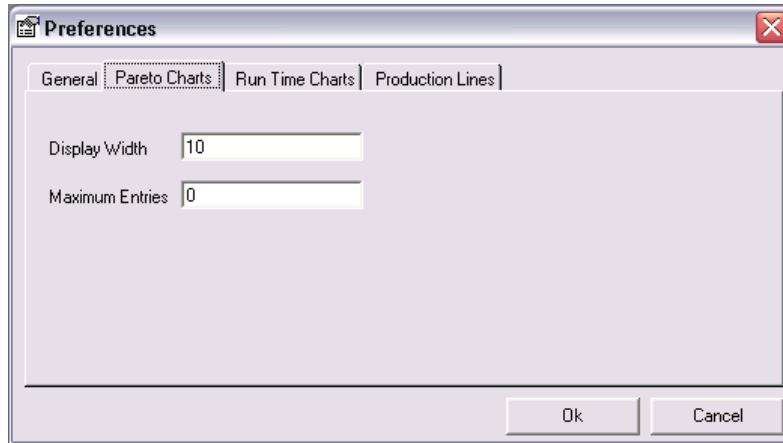 Preferences
General Pareto Charts Run Time Charts Production Lines
Display Width 10
Maximum Entries 0
Ok Cancel